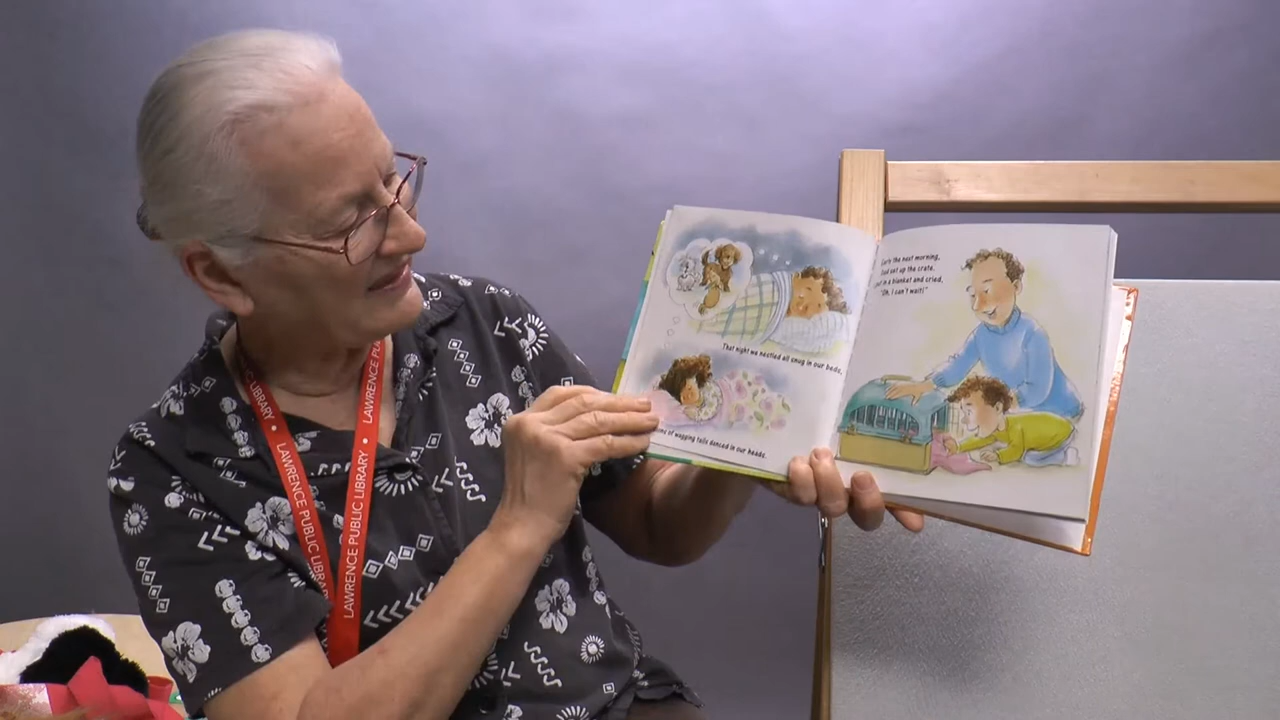 LAWRENCE PUBLIC LIBRARY
LAWRENCE PUBLIC LIBRARY • LAWRENCE P
That night we nestled all snug in our beds,
of wagging tails danced in our heads.
Early the next morning,
Dad set up the crate,
put in a blanket and cried,
"Oh, I can't wait!"